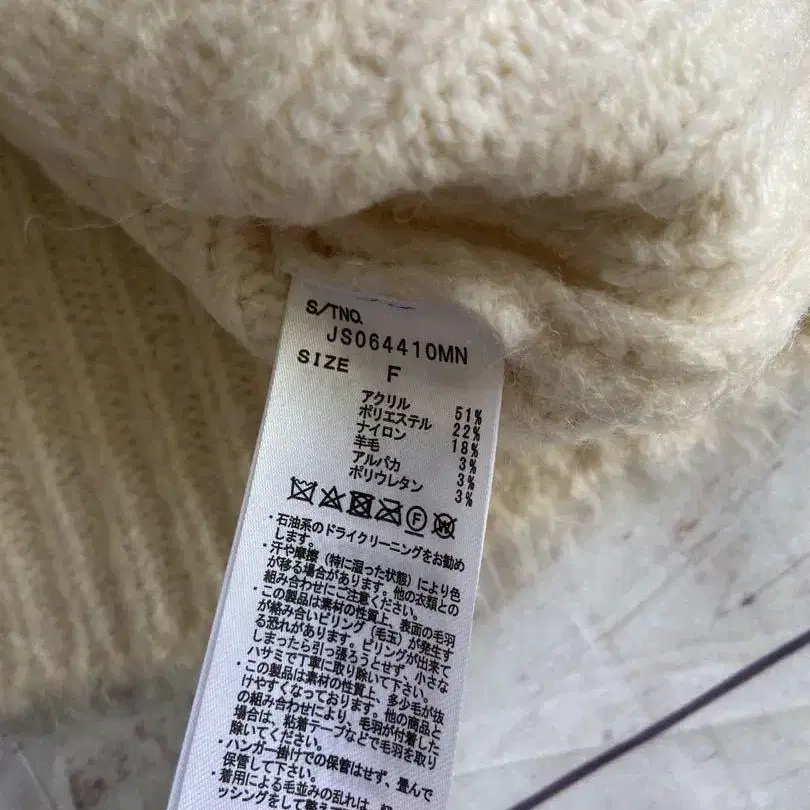 S/TNO.
JS064410MN
SIZE F
アクリル 51%
ポリエステル 22%
ナイロン 18%
羊毛 3%
アルパカ 3%
ポリウレタン 3%
F W
・石油系のドライクリーニングをお勧め
します。
・汗や摩擦（特に湿った状態）により色
が移る場合があります。他の衣類との
組み合わせにご注意ください。
・この製品は素材の性質上、表面の毛羽
が絡み合いピリング（毛玉）が発生す
る恐れがあります。ピリングが出来て
しまったら引っ張ろうとせず、小さな
ハサミで丁寧に取り除いて下さい。
・この製品は素材の性質上、多少毛が抜
けやすくなっております。他の商品と
の組み合わせにより、毛羽が付着した
場合は、粘着テープなどで毛羽を取り
除いてください。
・ハンガー掛けでの保管はせず、畳んで
保管して下さい。
・着用による毛並みの乱れは、
ッシングをして整え